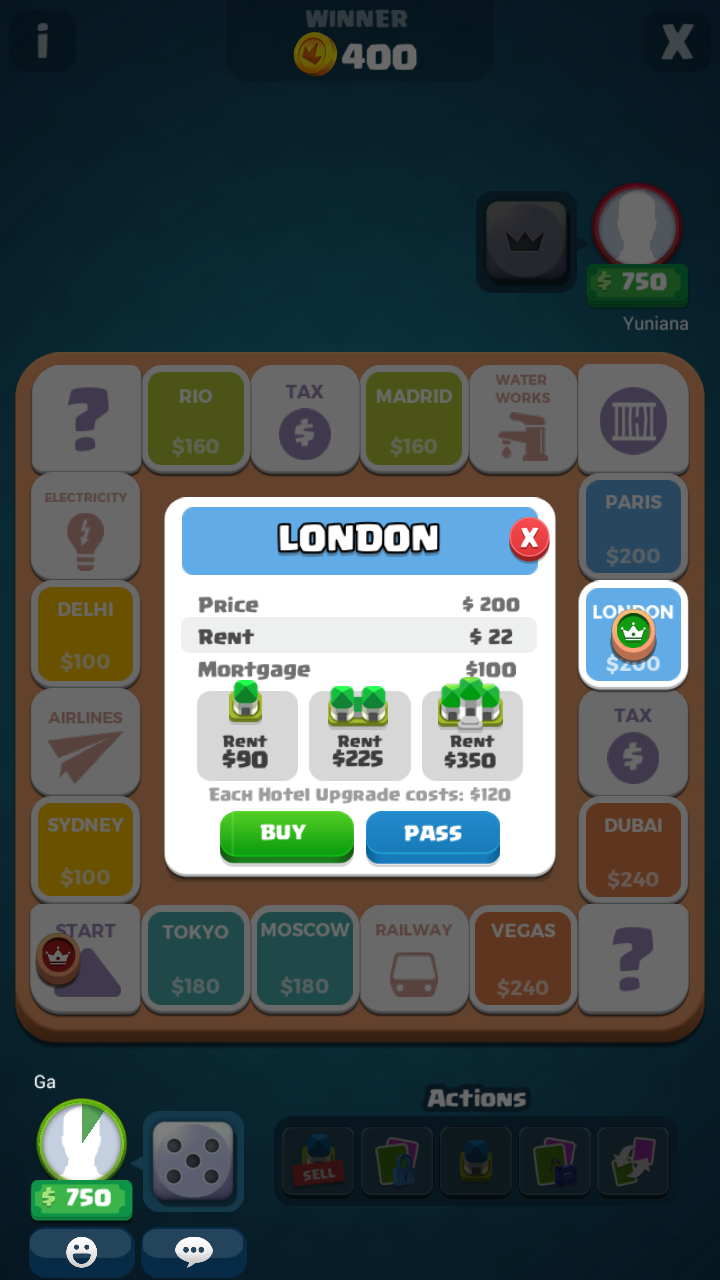 i
WINNER
400
X
$ 750
Yuniana
?
RIO
$160
TAX
$
MADRID
$160
WATER
WORKS
ELECTRICITY
PARIS
$200
LONDON
X
Price $ 200
Rent $ 22
Mortgage $100
Rent
$90
Rent
$225
Rent
$350
Each Hotel Upgrade costs: $120
BUY
PASS
DELHI
$100
LONDON
$200
AIRLINES
TAX
$
SYDNEY
$100
DUBAI
$240
START
TOKYO
$180
MOSCOW
$180
RAILWAY
VEGAS
$240
?
Ga
$ 750
Actions
SELL